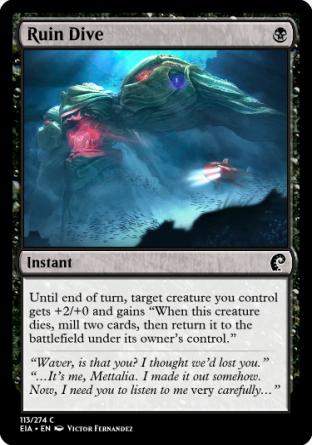 Ruin Dive
Instant
Until end of turn, target creature you control
gets +2/+0 and gains “When this creature
dies, mill two cards, then return it to the
battlefield under its owner’s control.”
“Waver, is that you? I thought we’d lost you.”
“…It’s me, Mettalia. I made it out somehow.
Now, I need you to listen to me very carefully…”
113/274 C
EIA • EN Victor Fernandez